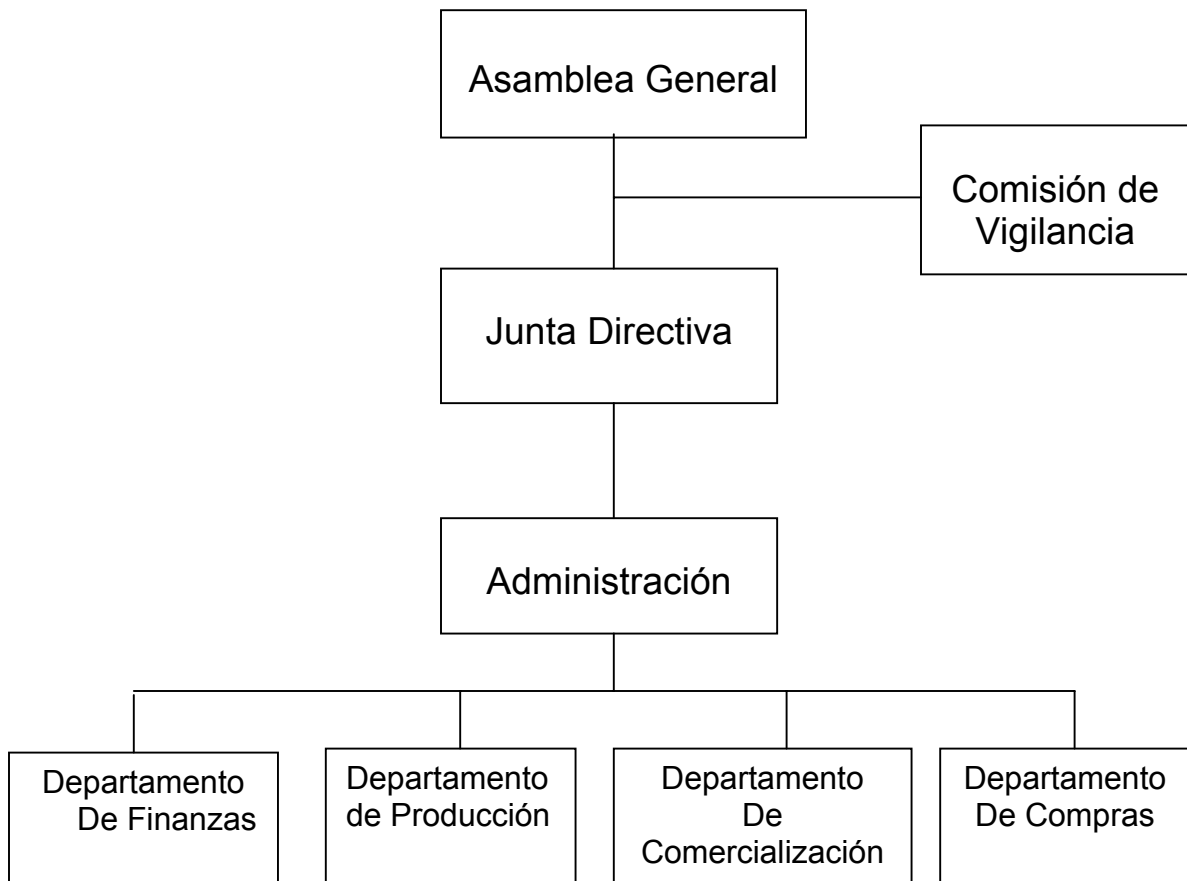 Asamblea General
Comisión de
Vigilancia
Junta Directiva
Administración
Departamento
De Finanzas
Departamento
de Producción
Departamento
De
Comercialización
Departamento
De Compras